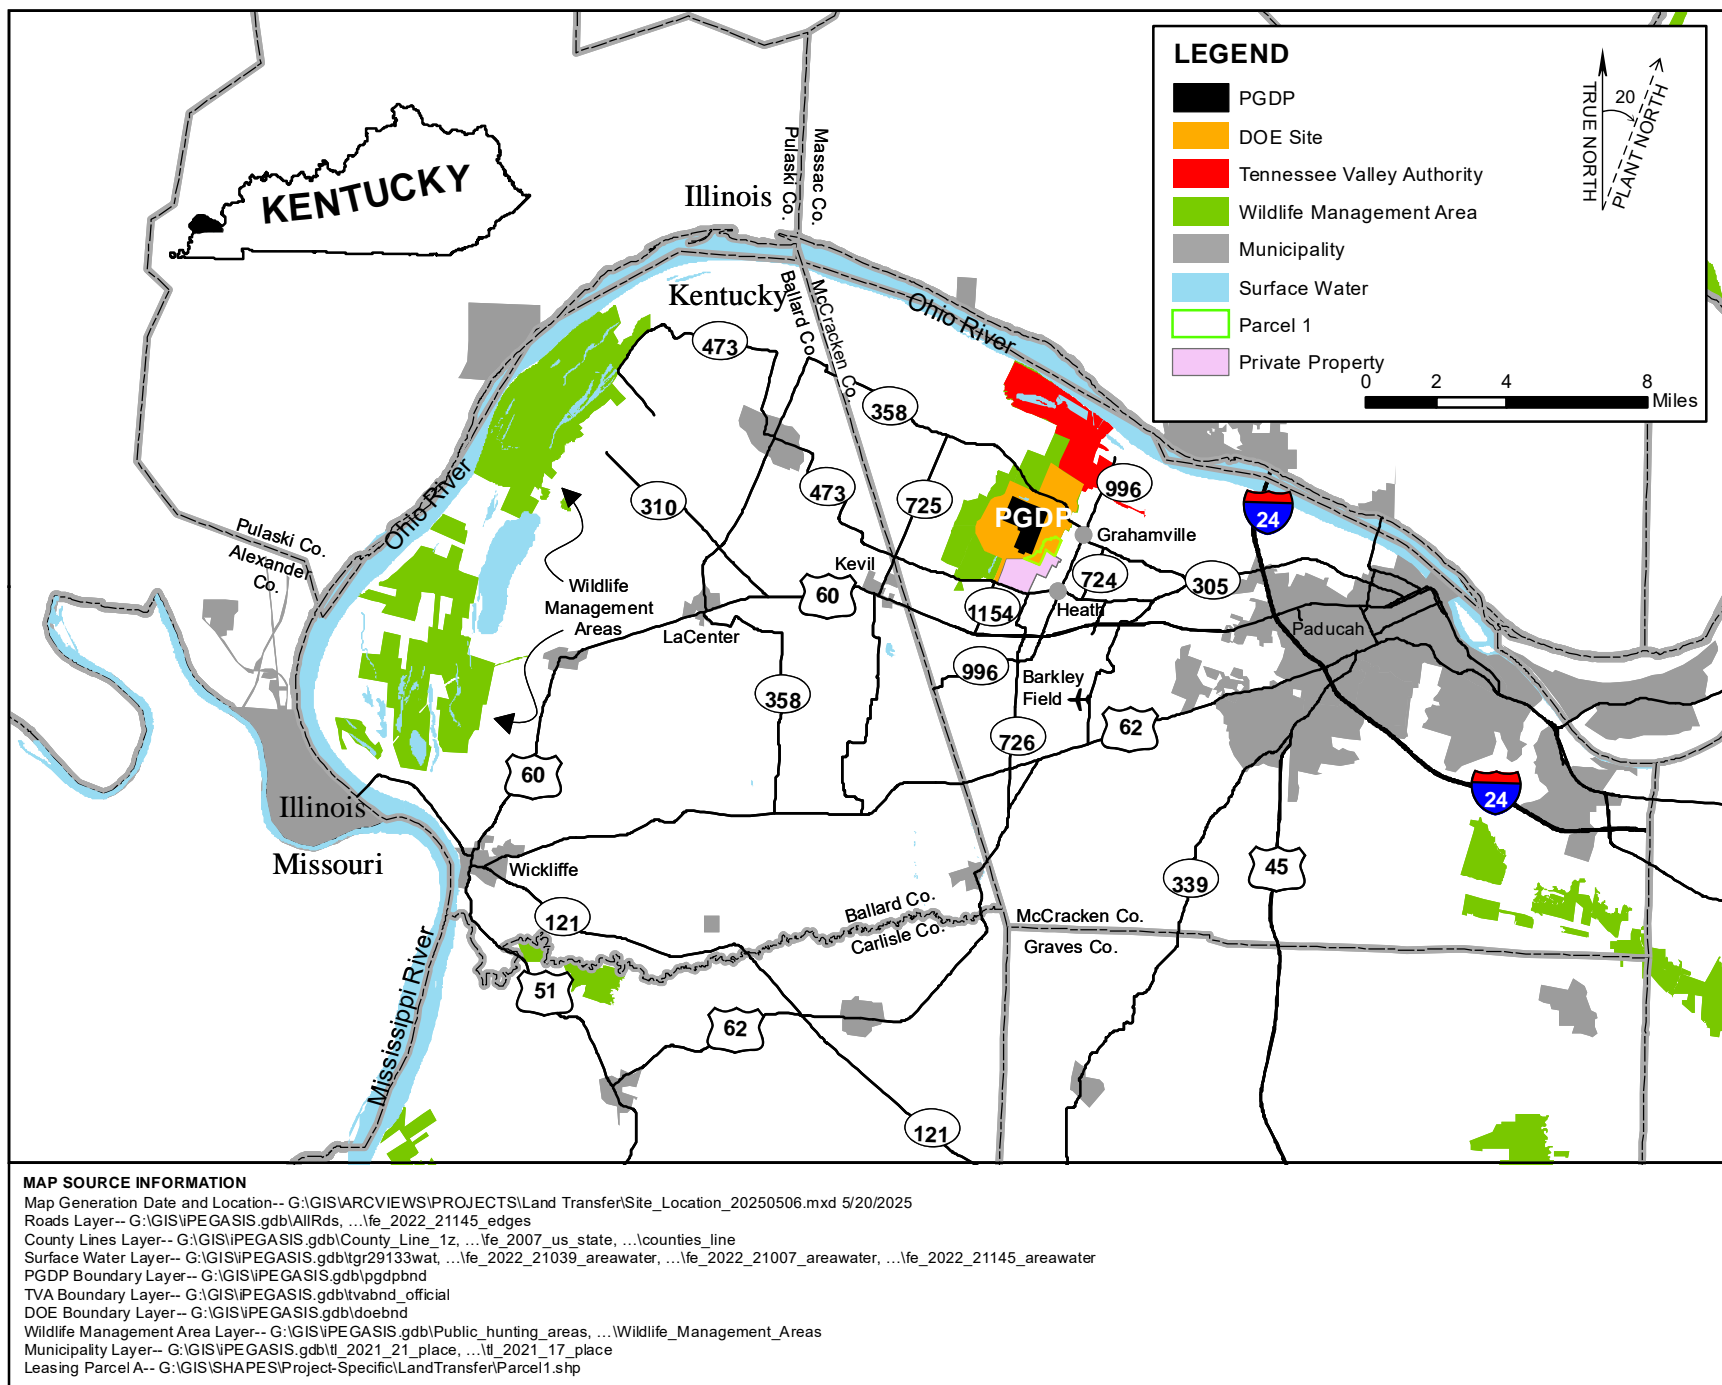 LEGEND
PGDP
DOE Site
Tennessee Valley Authority
Wildlife Management Area
Municipality
Surface Water
Parcel 1
Private Property
TRUE NORTH
20
PLANT NORTH
0 2 4 8
Miles
KENTUCKY
Massac Co.
Pulaski Co.
Illinois
Kentucky
Ballard Co.
McCracken Co.
Ohio River
473
358
Ohio River
310
473
725
996
PGDP
Grahamville
24
Pulaski Co.
Alexander
Co.
Wildlife
Management
Areas
Kevil
60
724
305
1154
Heath
LaCenter
Paducah
996
Barkley
Field
358
62
726
60
24
Illinois
Missouri
Wickliffe
339
45
121
Ballard Co.
Carlisle Co.
McCracken Co.
Graves Co.
Mississippi River
51
62
121
MAP SOURCE INFORMATION
Map Generation Date and Location-- G:\GIS\ARCVIEWS\PROJECTS\Land Transfer\Site_Location_20250506.mxd 5/20/2025
Roads Layer-- G:\GIS\iPEGASIS.gdb\AllRds, ...\fe_2022_21145_edges
County Lines Layer-- G:\GIS\iPEGASIS.gdb\County_Line_1z, ...\fe_2007_us_state, ...\counties_line
Surface Water Layer-- G:\GIS\iPEGASIS.gdb\tgr29133wat, ...\fe_2022_21039_areawater, ...\fe_2022_21007_areawater, ...\fe_2022_21145_areawater
PGDP Boundary Layer-- G:\GIS\iPEGASIS.gdb\pgdpbnd
TVA Boundary Layer-- G:\GIS\iPEGASIS.gdb\tvabnd_official
DOE Boundary Layer-- G:\GIS\iPEGASIS.gdb\doebnd
Wildlife Management Area Layer-- G:\GIS\iPEGASIS.gdb\Public_hunting_areas, ...\Wildlife_Management_Areas
Municipality Layer-- G:\GIS\iPEGASIS.gdb\tl_2021_21_place, ...\tl_2021_17_place
Leasing Parcel A-- G:\GIS\SHAPES\Project-Specific\LandTransfer\Parcel1.shp